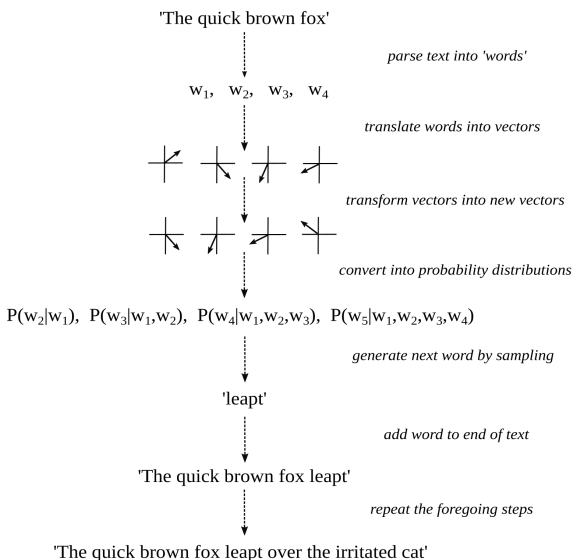 'The quick brown fox'
parse text into 'words'
w₁, w₂, w₃, w₄
translate words into vectors
transform vectors into new vectors
convert into probability distributions
P(w₂|w₁), P(w₃|w₁,w₂), P(w₄|w₁,w₂,w₃), P(w₅|w₁,w₂,w₃,w₄)
generate next word by sampling
'leapt'
add word to end of text
'The quick brown fox leapt'
repeat the foregoing steps
'The quick brown fox leapt over the irritated cat'